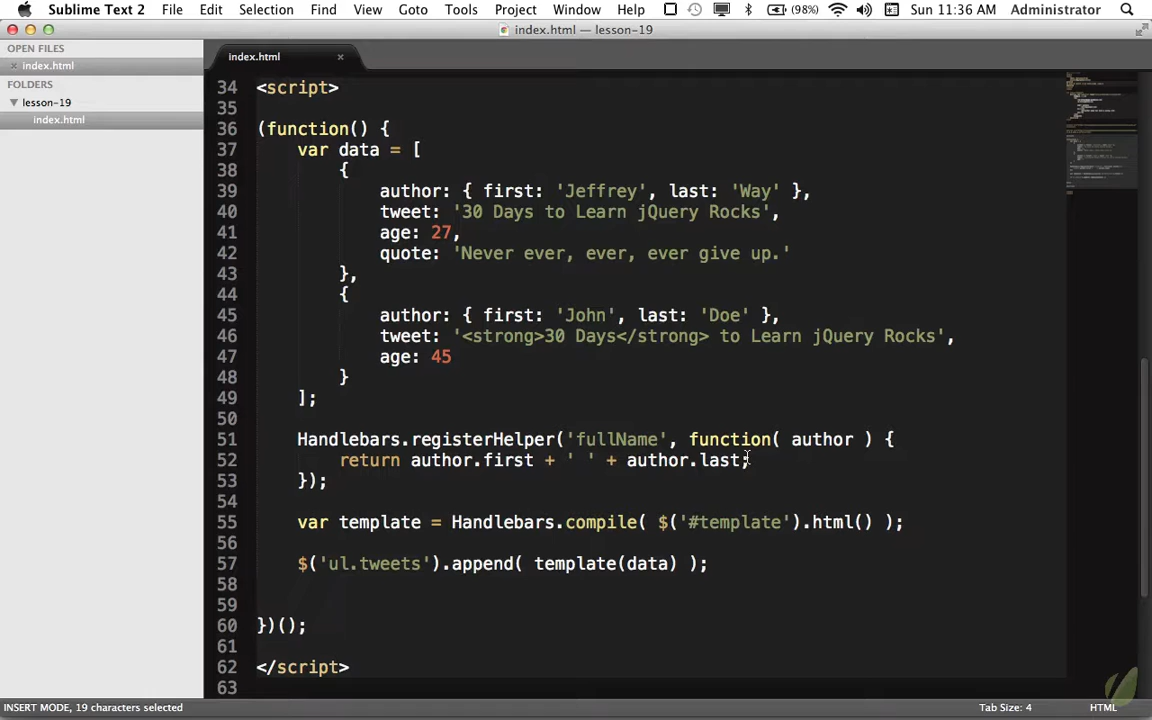 Sublime Text 2 File Edit Selection Find View Goto Tools Project Window Help (98%) Sun 11:36 AM Administrator
index.html — lesson-19
OPEN FILES
index.html
FOLDERS
lesson-19
index.html
index.html
34 <script>
35
36 (function() {
37 var data = [
38 {
39 author: { first: 'Jeffrey', last: 'Way' },
40 tweet: '30 Days to Learn jQuery Rocks',
41 age: 27,
42 quote: 'Never ever, ever, ever give up.'
43 },
44 {
45 author: { first: 'John', last: 'Doe' },
46 tweet: '<strong>30 Days</strong> to Learn jQuery Rocks',
47 age: 45
48 }
49 ];
50
51 Handlebars.registerHelper('fullName', function( author ) {
52 return author.first + ' ' + author.last;
53 });
54
55 var template = Handlebars.compile( $('#template').html() );
56
57 $('ul.tweets').append( template(data) );
58
59
60 })();
61
62 </script>
63
INSERT MODE, 19 characters selected
Tab Size: 4
HTML